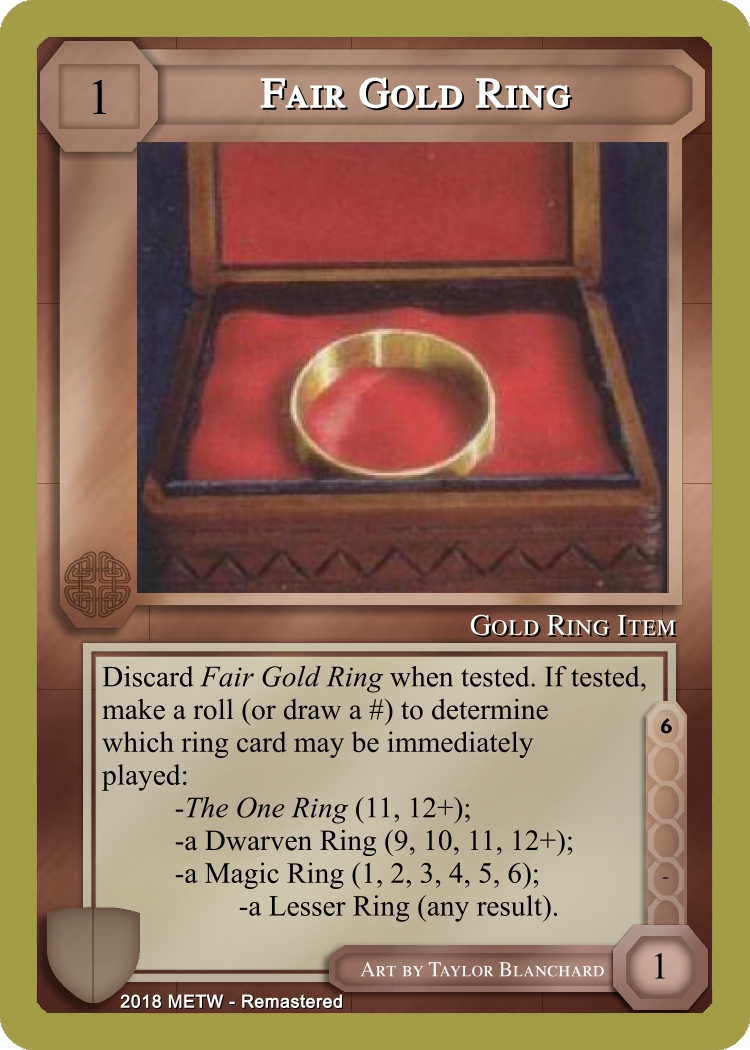 1
Fair Gold Ring
Gold Ring Item
Discard Fair Gold Ring when tested. If tested,
make a roll (or draw a #) to determine
which ring card may be immediately
played:
-The One Ring (11, 12+);
-a Dwarven Ring (9, 10, 11, 12+);
-a Magic Ring (1, 2, 3, 4, 5, 6);
-a Lesser Ring (any result).
6
-
Art by Taylor Blanchard
1
2018 METW - Remastered